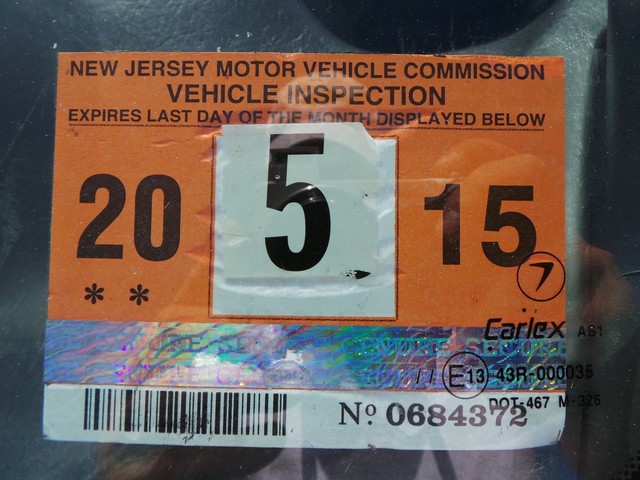 NEW JERSEY MOTOR VEHICLE COMMISSION
VEHICLE INSPECTION
EXPIRES LAST DAY OF THE MONTH DISPLAYED BELOW
20 5 15
**
7
Carlex AS1
E13 43R-000035
DOT-467 M-326
Nº 0684372